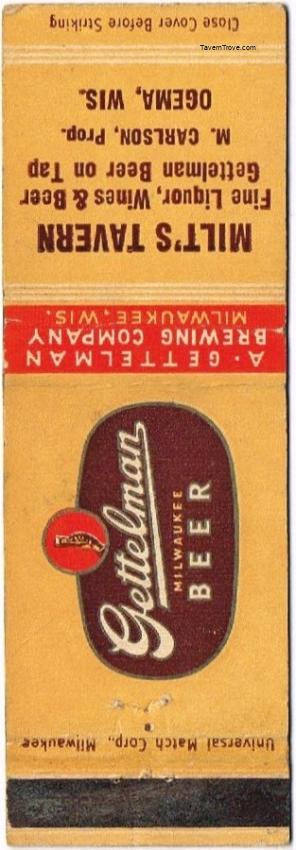 Close Cover Before Striking
TavernTrove.com
MILT'S TAVERN
Fine Liquor, Wines & Beer
Gettelman Beer on Tap
M. CARLSON, Prop.
OGEMA, WIS.
A·GETTELMAN
BREWING COMPANY
MILWAUKEE, WIS.
Gettelman
MILWAUKEE
BEER
Universal Match Corp., Milwaukee